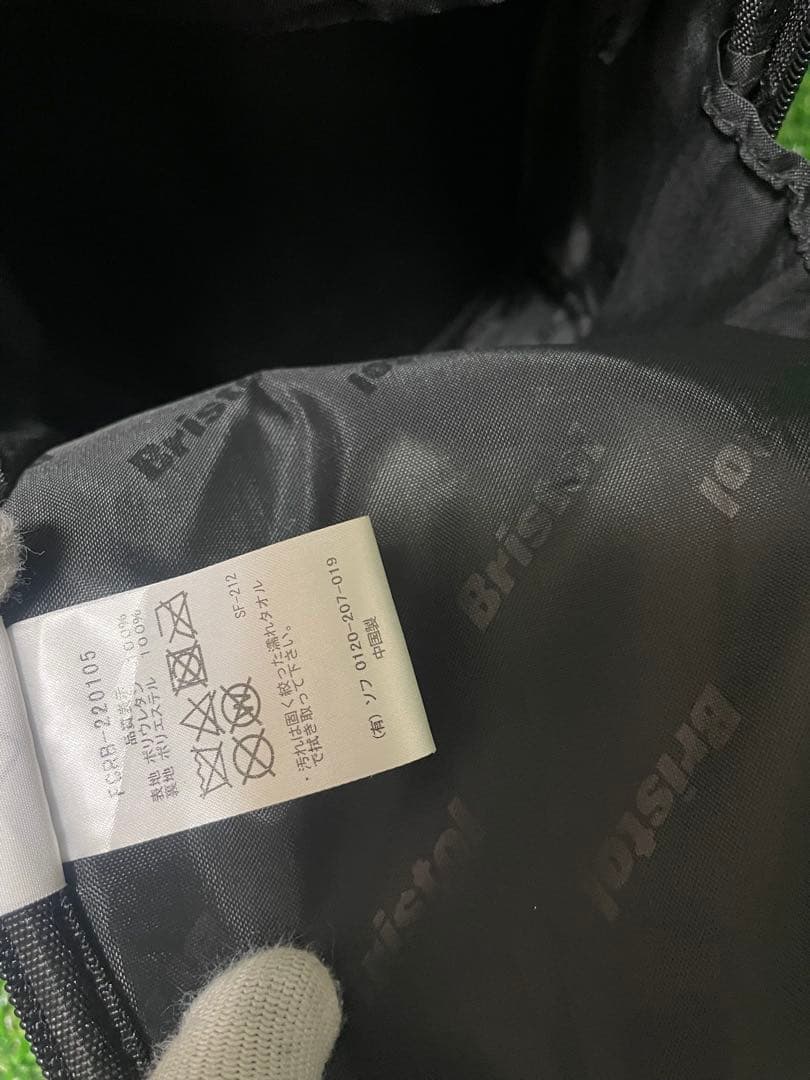 FCRB-220105
品質表示
表地 ポリウレタン 100%
裏地 ポリエステル 100%
SF-212
・汚れは固く絞った濡れタオル
で拭き取って下さい。
(有) ソフ 0120-207-019
中国製
Bristol
Bristol
Bristol